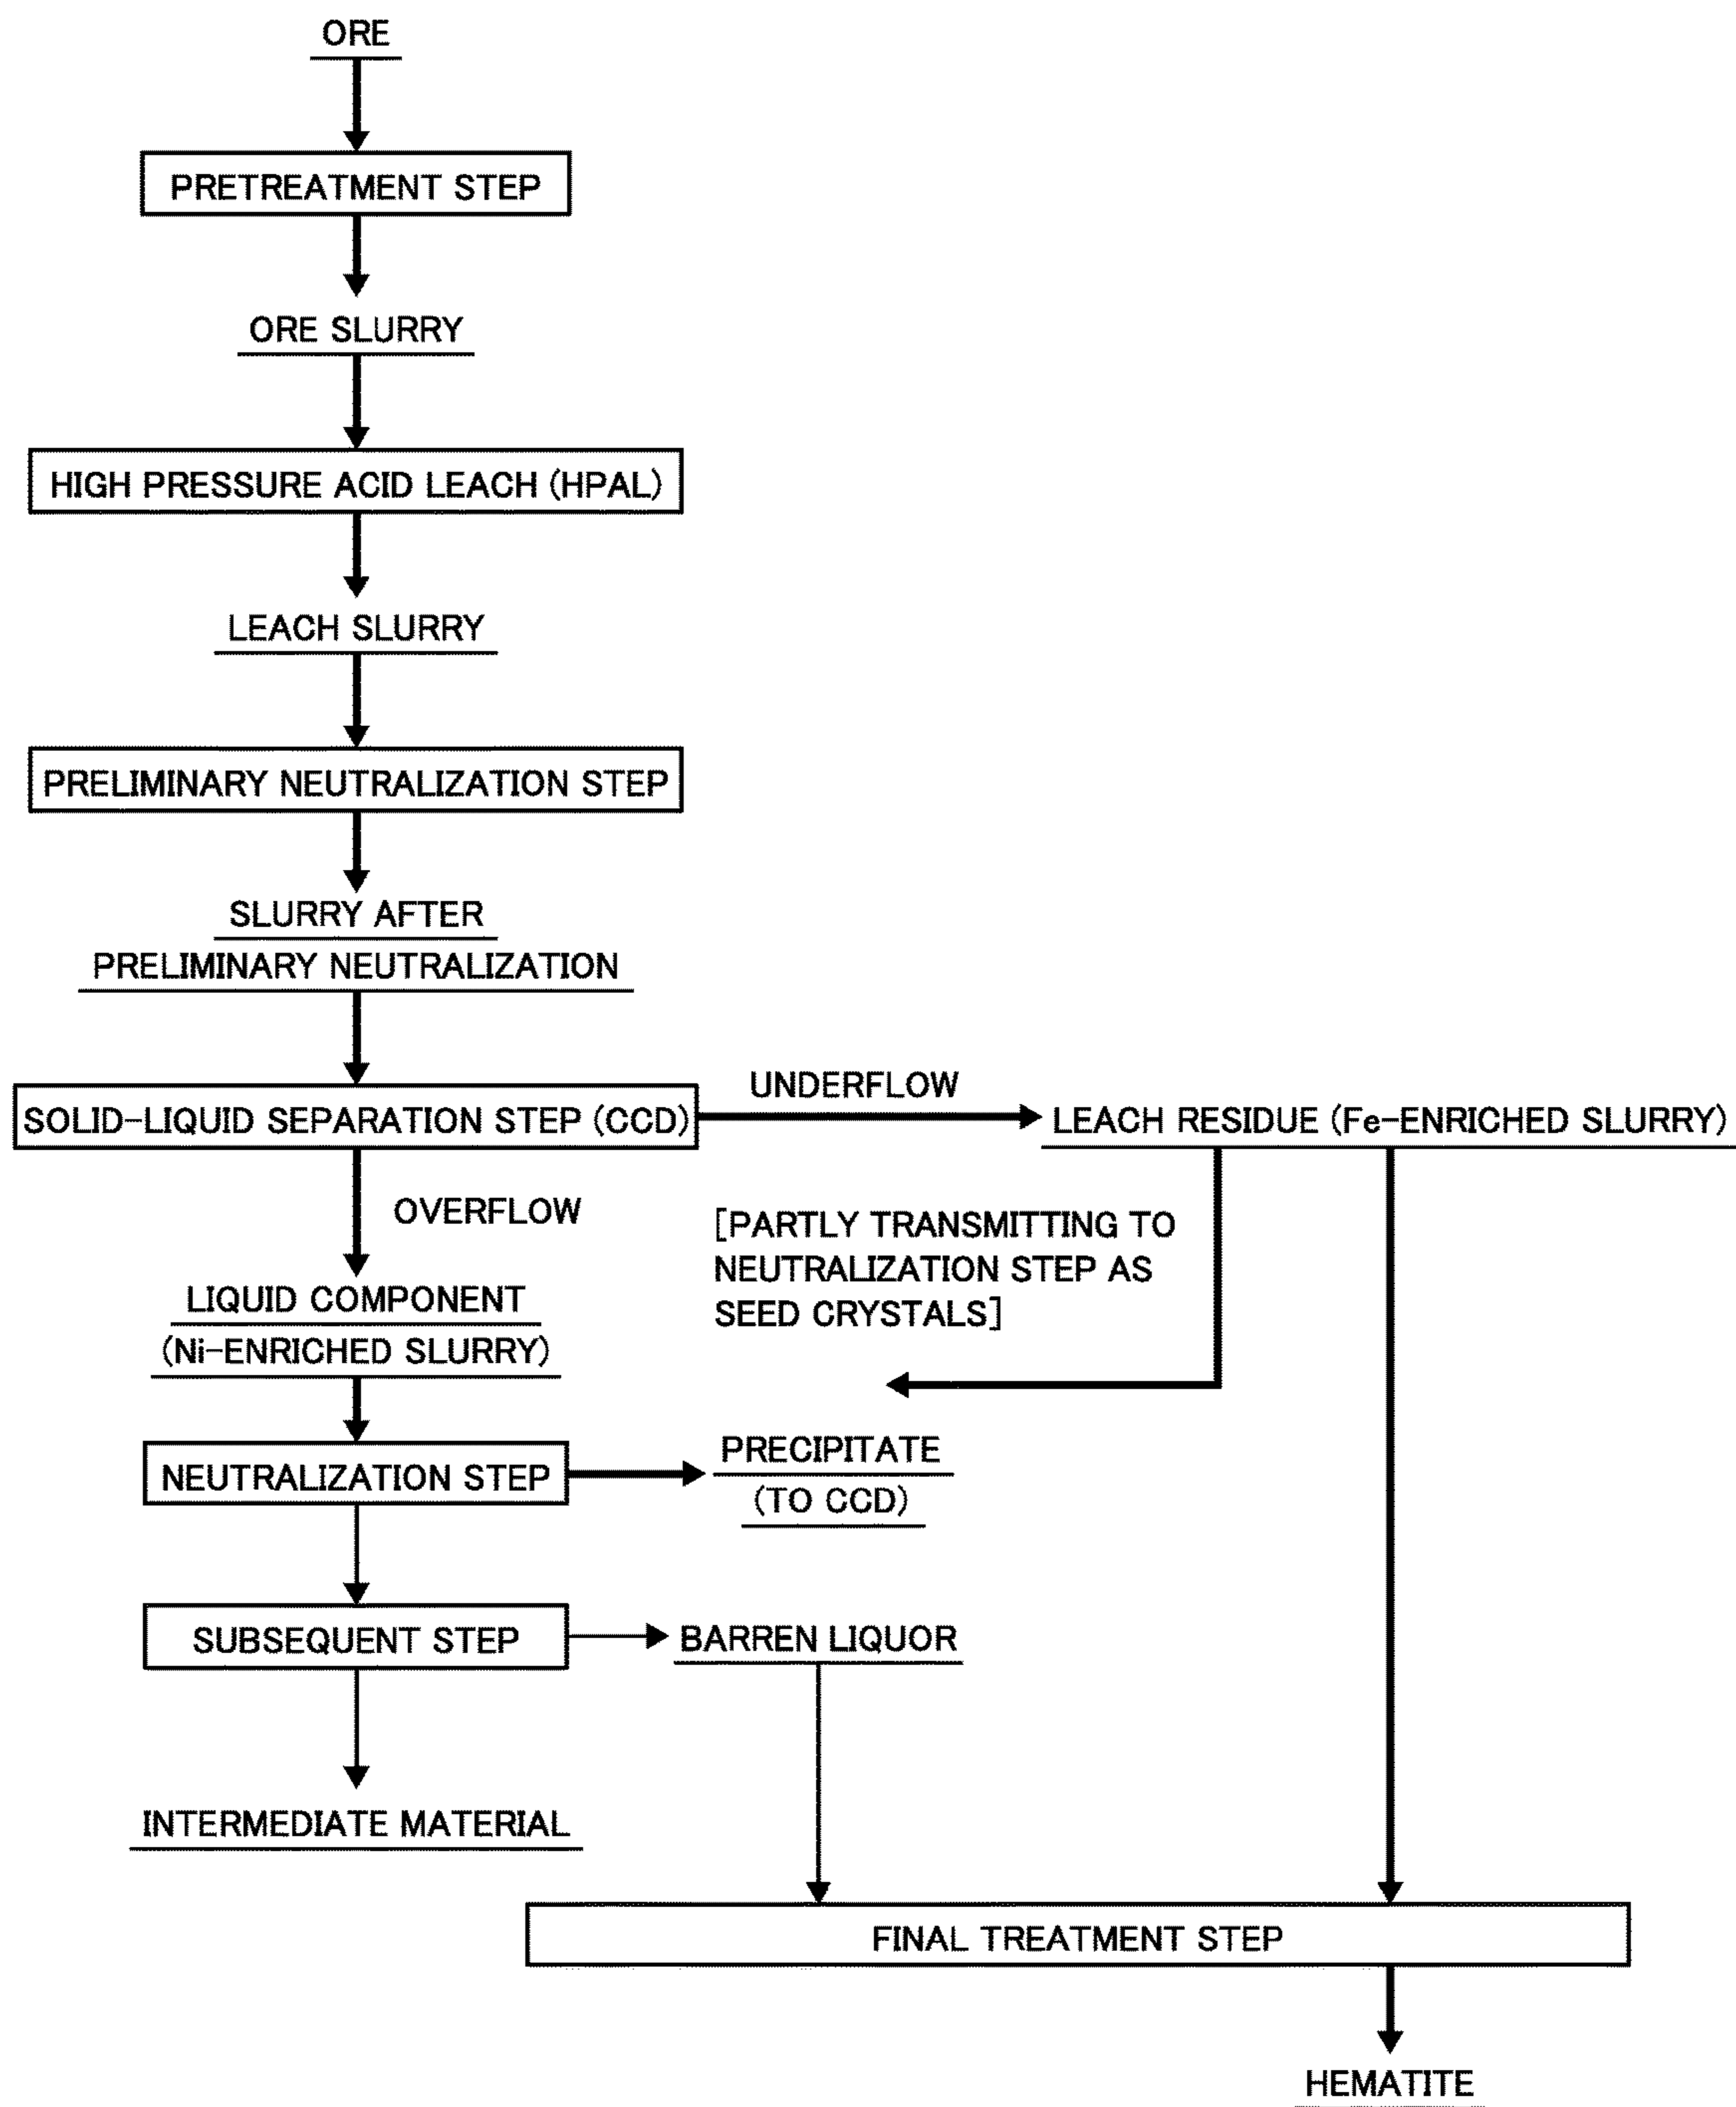 ORE
PRETREATMENT STEP
ORE SLURRY
HIGH PRESSURE ACID LEACH (HPAL)
LEACH SLURRY
PRELIMINARY NEUTRALIZATION STEP
SLURRY AFTER
PRELIMINARY NEUTRALIZATION
SOLID-LIQUID SEPARATION STEP (CCD)
UNDERFLOW
LEACH RESIDUE (Fe-ENRICHED SLURRY)
OVERFLOW
[PARTLY TRANSMITTING TO
NEUTRALIZATION STEP AS
SEED CRYSTALS]
LIQUID COMPONENT
(Ni-ENRICHED SLURRY)
NEUTRALIZATION STEP
PRECIPITATE
(TO CCD)
SUBSEQUENT STEP
BARREN LIQUOR
INTERMEDIATE MATERIAL
FINAL TREATMENT STEP
HEMATITE